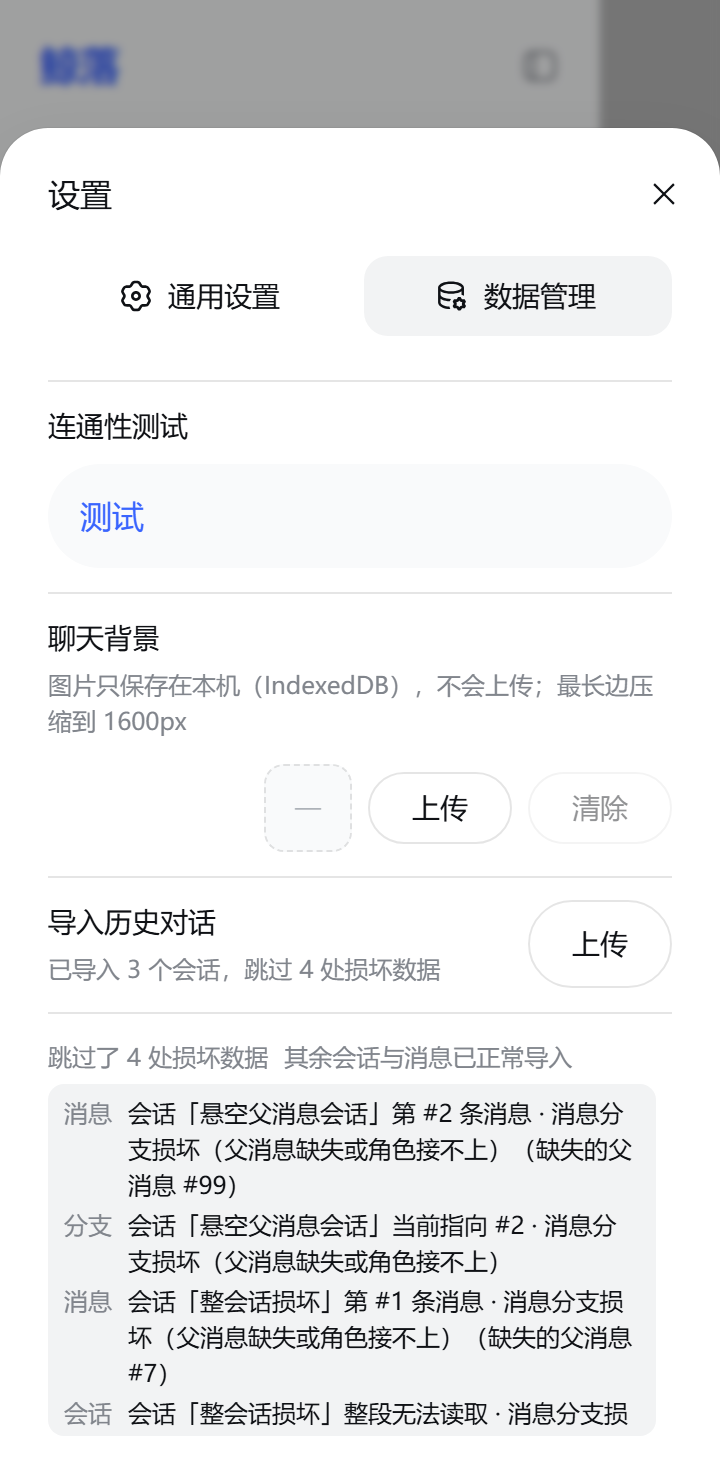 鲸落
设置
通用设置
数据管理
连通性测试
测试
聊天背景
图片只保存在本机（IndexedDB），不会上传；最长边压
缩到 1600px
—
上传
清除
导入历史对话
已导入 3 个会话，跳过 4 处损坏数据
上传
跳过了 4 处损坏数据 其余会话与消息已正常导入
消息 会话「悬空父消息会话」第 #2 条消息 · 消息分
支损坏（父消息缺失或角色接不上）（缺失的父
消息 #99）
分支 会话「悬空父消息会话」当前指向 #2 · 消息分
支损坏（父消息缺失或角色接不上）
消息 会话「整会话损坏」第 #1 条消息 · 消息分支损
坏（父消息缺失或角色接不上）（缺失的父消息
#7）
会话 会话「整会话损坏」整段无法读取 · 消息分支损